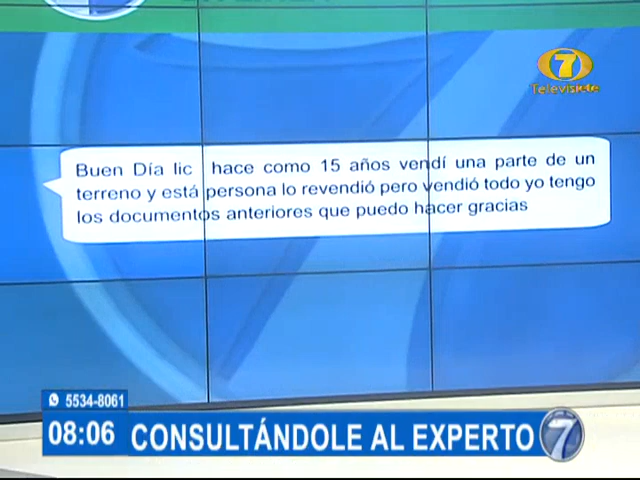 7
Televisiete
Buen Día lic hace como 15 años vendí una parte de un
terreno y está persona lo revendió pero vendió todo yo tengo
los documentos anteriores que puedo hacer gracias
5534-8061
08:06 CONSULTÁNDOLE AL EXPERTO 7